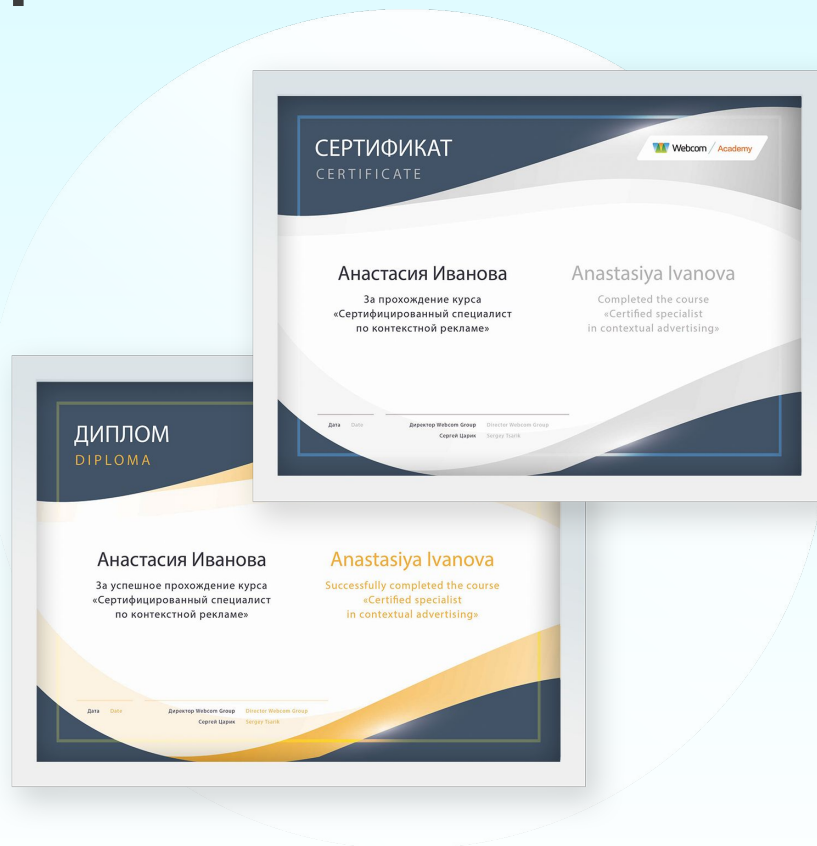 СЕРТИФИКАТ
CERTIFICATE
Webcom / Academy
Анастасия Иванова
За прохождение курса
«Сертифицированный специалист
по контекстной рекламе»
Anastasiya Ivanova
Completed the course
«Certified specialist
in contextual advertising»
Дата Date
Директор Webcom Group Director Webcom Group
Сергей Царик Sergey Tsarik
ДИПЛОМ
DIPLOMA
Анастасия Иванова
За успешное прохождение курса
«Сертифицированный специалист
по контекстной рекламе»
Anastasiya Ivanova
Successfully completed the course
«Certified specialist
in contextual advertising»
Дата Date
Директор Webcom Group Director Webcom Group
Сергей Царик Sergey Tsarik